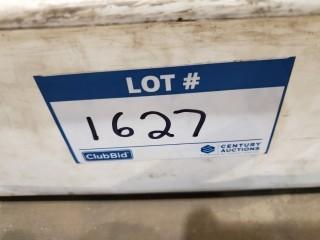 LOT #
1627
ClubBid
CENTURY
AUCTIONS